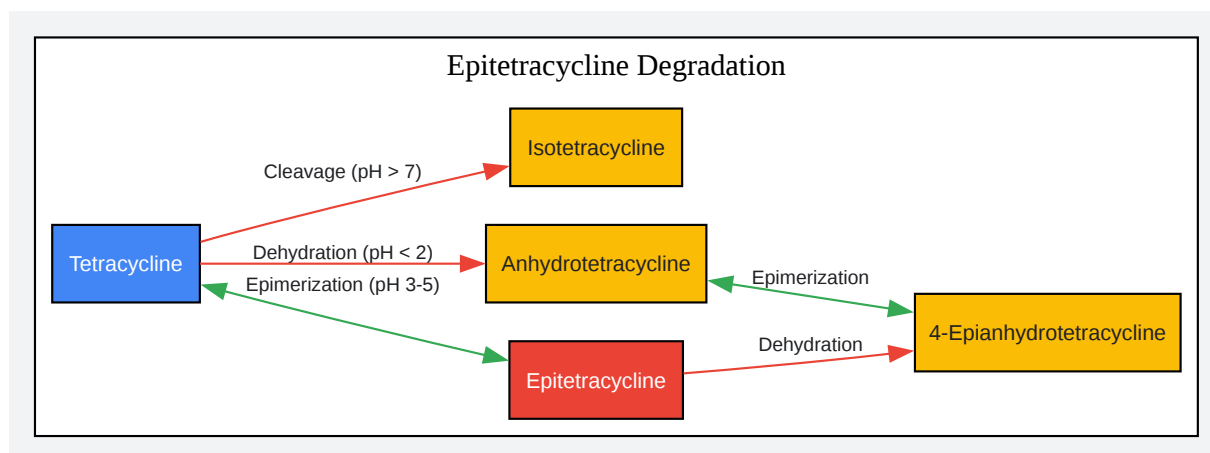 Epitetracycline Degradation
Isotetracycline
Cleavage (pH > 7)
Tetracycline
Dehydration (pH < 2)
Anhydrotetracycline
Epimerization (pH 3-5)
Epimerization
4-Epianhydrotetracycline
Dehydration
Epitetracycline